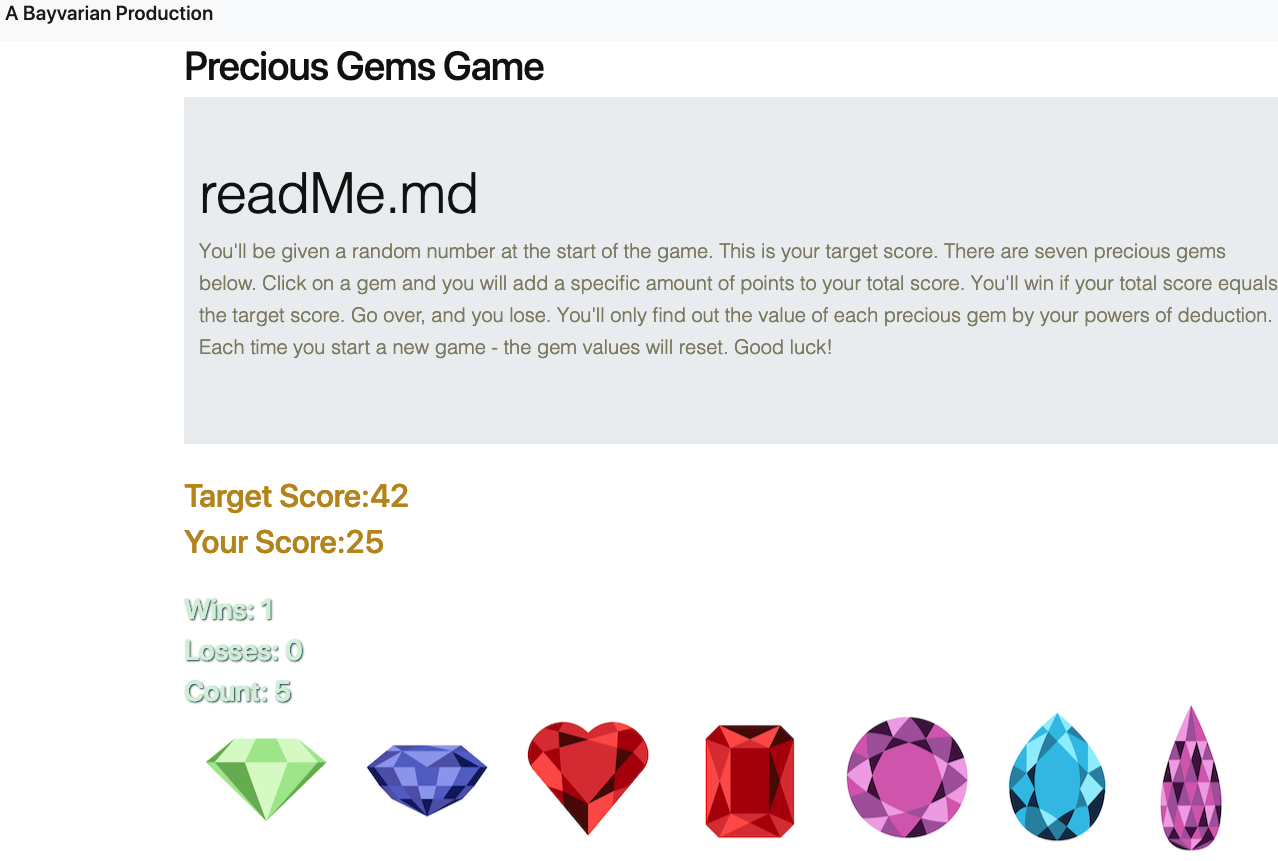 A Bayvarian Production
Precious Gems Game
readMe.md
You'll be given a random number at the start of the game. This is your target score. There are seven precious gems
below. Click on a gem and you will add a specific amount of points to your total score. You'll win if your total score equals
the target score. Go over, and you lose. You'll only find out the value of each precious gem by your powers of deduction.
Each time you start a new game - the gem values will reset. Good luck!
Target Score:42
Your Score:25
Wins: 1
Losses: 0
Count: 5